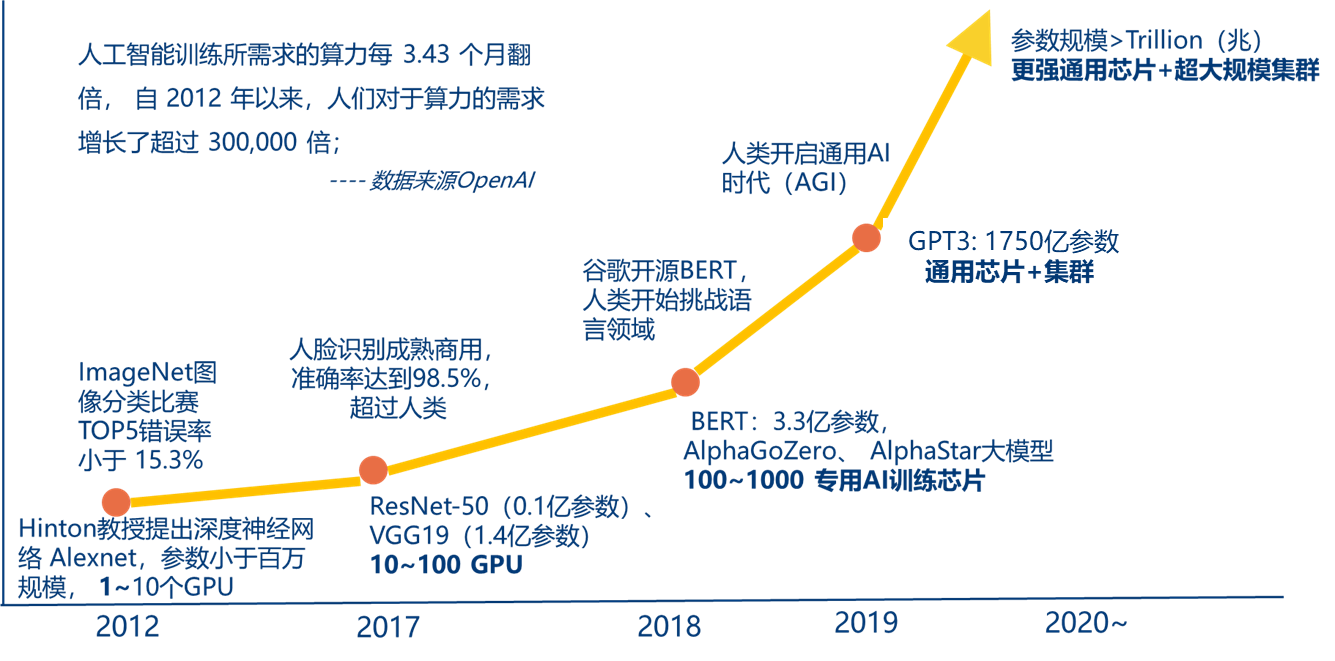 人工智能训练所需求的算力每 3.43 个月翻
倍， 自 2012 年以来，人们对于算力的需求
增长了超过 300,000 倍；
---- 数据来源OpenAI
参数规模>Trillion（兆）
更强通用芯片+超大规模集群
人类开启通用AI
时代（AGI）
GPT3: 1750亿参数
通用芯片+集群
谷歌开源BERT，
人类开始挑战语
言领域
BERT：3.3亿参数，
AlphaGoZero、 AlphaStar大模型
100~1000 专用AI训练芯片
人脸识别成熟商用，
准确率达到98.5%，
超过人类
ResNet-50（0.1亿参数）、
VGG19（1.4亿参数）
10~100 GPU
ImageNet图
像分类比赛
TOP5错误率
小于 15.3%
Hinton教授提出深度神经网
络 Alexnet，参数小于百万
规模， 1~10个GPU
2012
2017
2018
2019
2020~